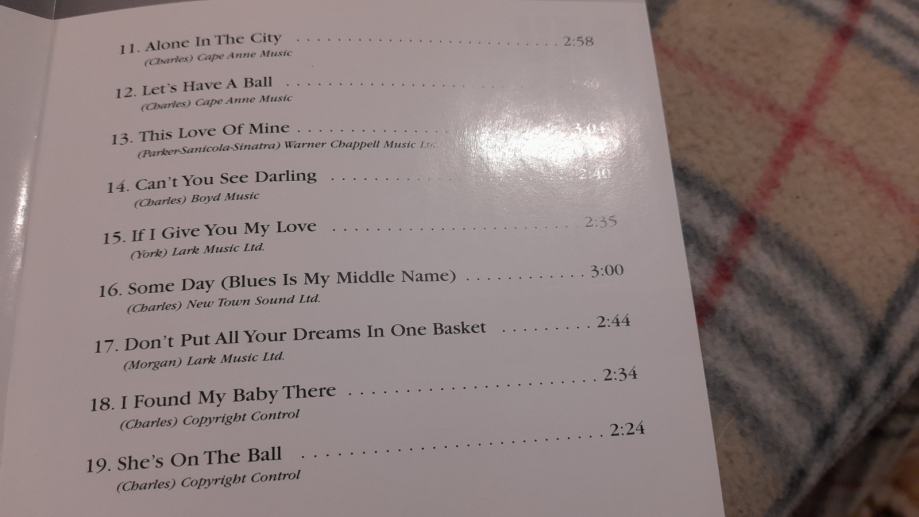 11. Alone In The City . . . . . . . . . . . . . . . . . . . . . . . . . . . . . 2:58
(Charles) Cape Anne Music
12. Let's Have A Ball
(Charles) Cape Anne Music
13. This Love Of Mine . . . . . . . . . . . . . . . . 3:04
(Parker-Sanicola-Sinatra) Warner Chappell Music Ltd.
14. Can't You See Darling . . . . . . . . . . . . . . 2:40
(Charles) Boyd Music
15. If I Give You My Love . . . . . . . . . . . . . . . . . . . . . . . . . . . 2:35
(York) Lark Music Ltd.
16. Some Day (Blues Is My Middle Name) . . . . . . . . . . . . 3:00
(Charles) New Town Sound Ltd.
17. Don't Put All Your Dreams In One Basket . . . . . . . . . 2:44
(Morgan) Lark Music Ltd.
18. I Found My Baby There . . . . . . . . . . . . . . . . . . . . . . . . . 2:34
(Charles) Copyright Control
19. She's On The Ball . . . . . . . . . . . . . . . . . . . . . . . . . . . . . . 2:24
(Charles) Copyright Control